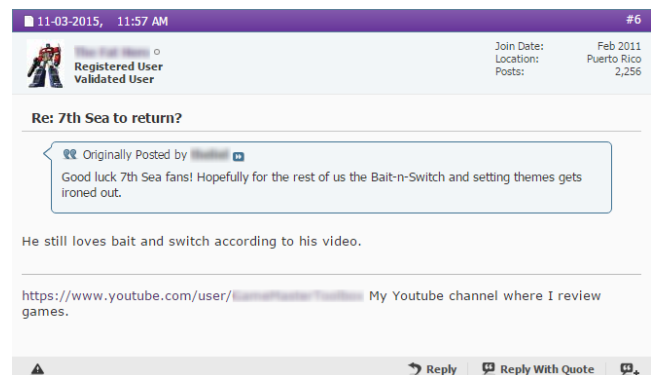 11-03-2015, 11:57 AM #6
Registered User
Validated User
Join Date: Feb 2011
Location: Puerto Rico
Posts: 2,256
Re: 7th Sea to return?
Originally Posted by
Good luck 7th Sea fans! Hopefully for the rest of us the Bait-n-Switch and setting themes gets
ironed out.
He still loves bait and switch according to his video.
https://www.youtube.com/user/ My Youtube channel where I review
games.
Reply Reply With Quote